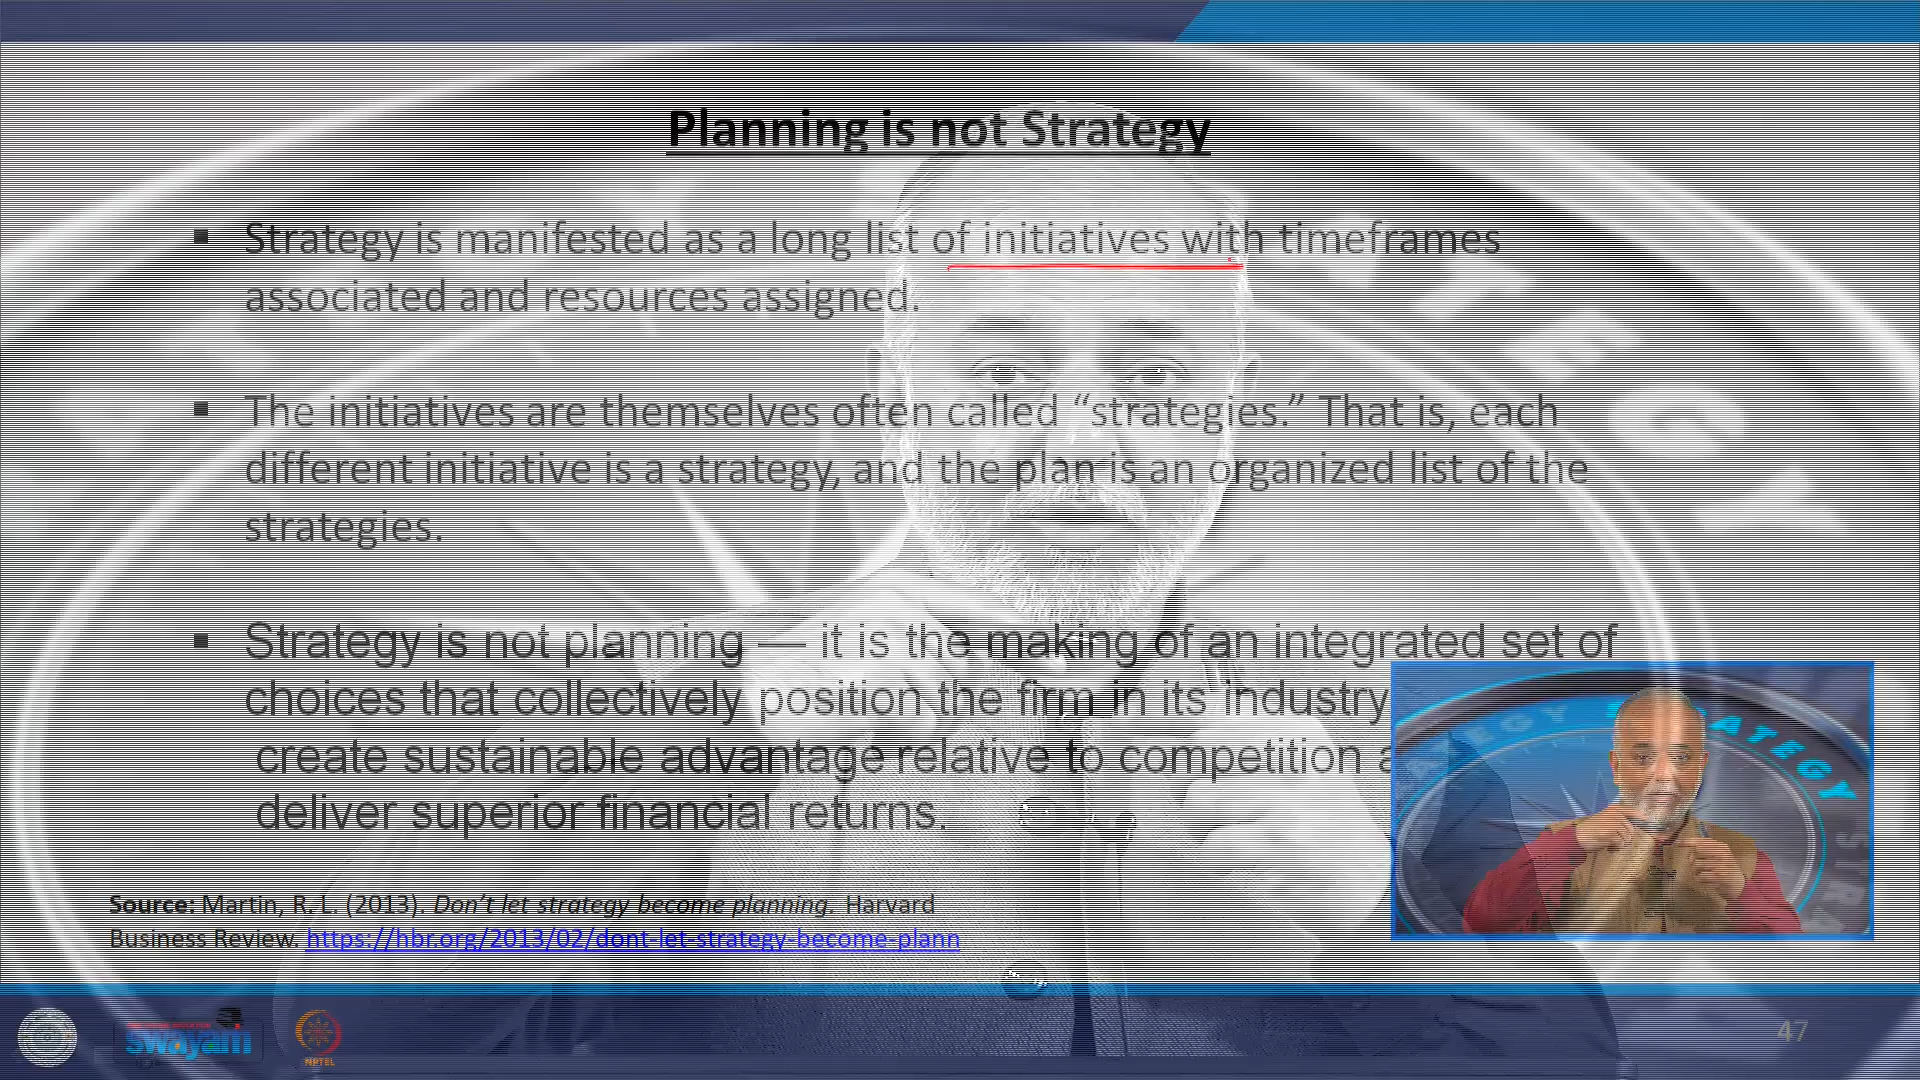 Planning is not Strategy
▪ Strategy is manifested as a long list of initiatives with timeframes
associated and resources assigned.
▪ The initiatives are themselves often called “strategies.” That is, each
different initiative is a strategy, and the plan is an organized list of the
strategies.
▪ Strategy is not planning — it is the making of an integrated set of
choices that collectively position the firm in its industry
create sustainable advantage relative to competition a
deliver superior financial returns.
STRATEGY
Source: Martin, R. L. (2013). Don’t let strategy become planning. Harvard
Business Review. https://hbr.org/2013/02/dont-let-strategy-become-plann
swayam
NPTEL
47